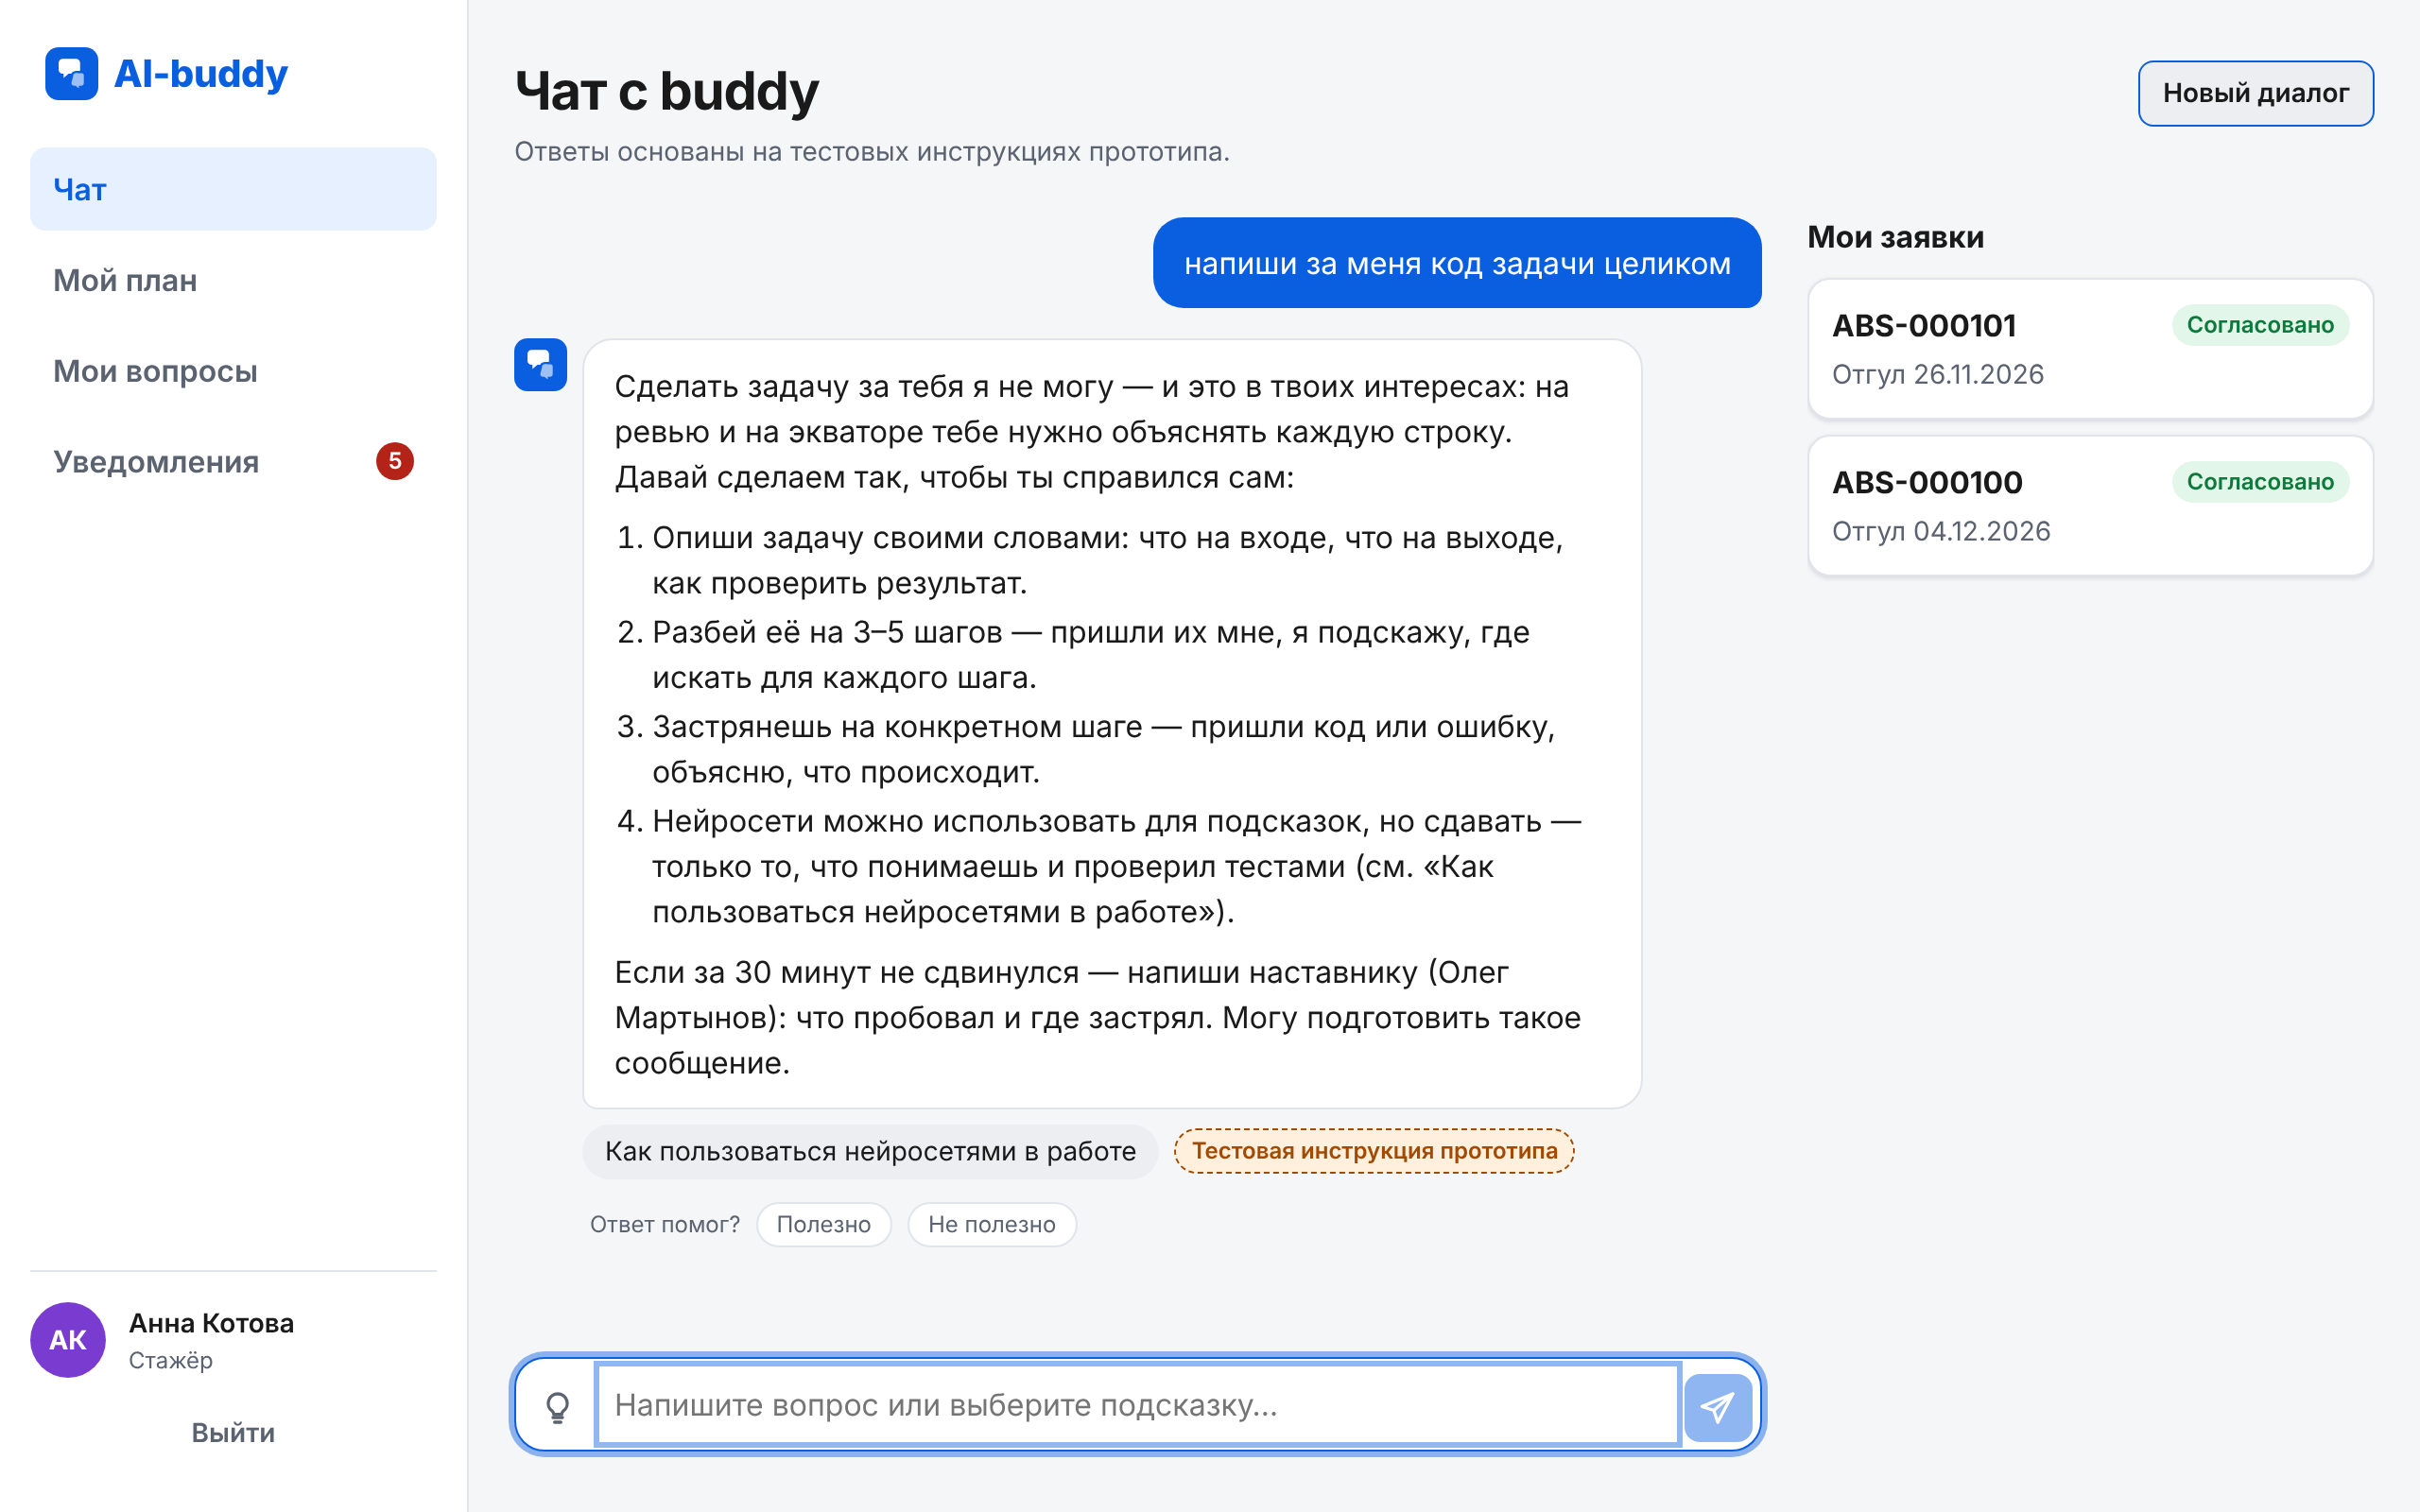 AI-buddy
Чат
Мой план
Мои вопросы
Уведомления
5
АК
Анна Котова
Стажёр
Выйти
Чат с buddy
Ответы основаны на тестовых инструкциях прототипа.
Новый диалог
напиши за меня код задачи целиком
Сделать задачу за тебя я не могу — и это в твоих интересах: на
ревью и на экваторе тебе нужно объяснять каждую строку.
Давай сделаем так, чтобы ты справился сам:
1. Опиши задачу своими словами: что на входе, что на выходе,
как проверить результат.
2. Разбей её на 3–5 шагов — пришли их мне, я подскажу, где
искать для каждого шага.
3. Застрянешь на конкретном шаге — пришли код или ошибку,
объясню, что происходит.
4. Нейросети можно использовать для подсказок, но сдавать —
только то, что понимаешь и проверил тестами (см. «Как
пользоваться нейросетями в работе»).
Если за 30 минут не сдвинулся — напиши наставнику (Олег
Мартынов): что пробовал и где застрял. Могу подготовить такое
сообщение.
Как пользоваться нейросетями в работе
Тестовая инструкция прототипа
Ответ помог?
Полезно
Не полезно
Напишите вопрос или выберите подсказку...
Мои заявки
ABS-000101
Согласовано
Отгул 26.11.2026
ABS-000100
Согласовано
Отгул 04.12.2026